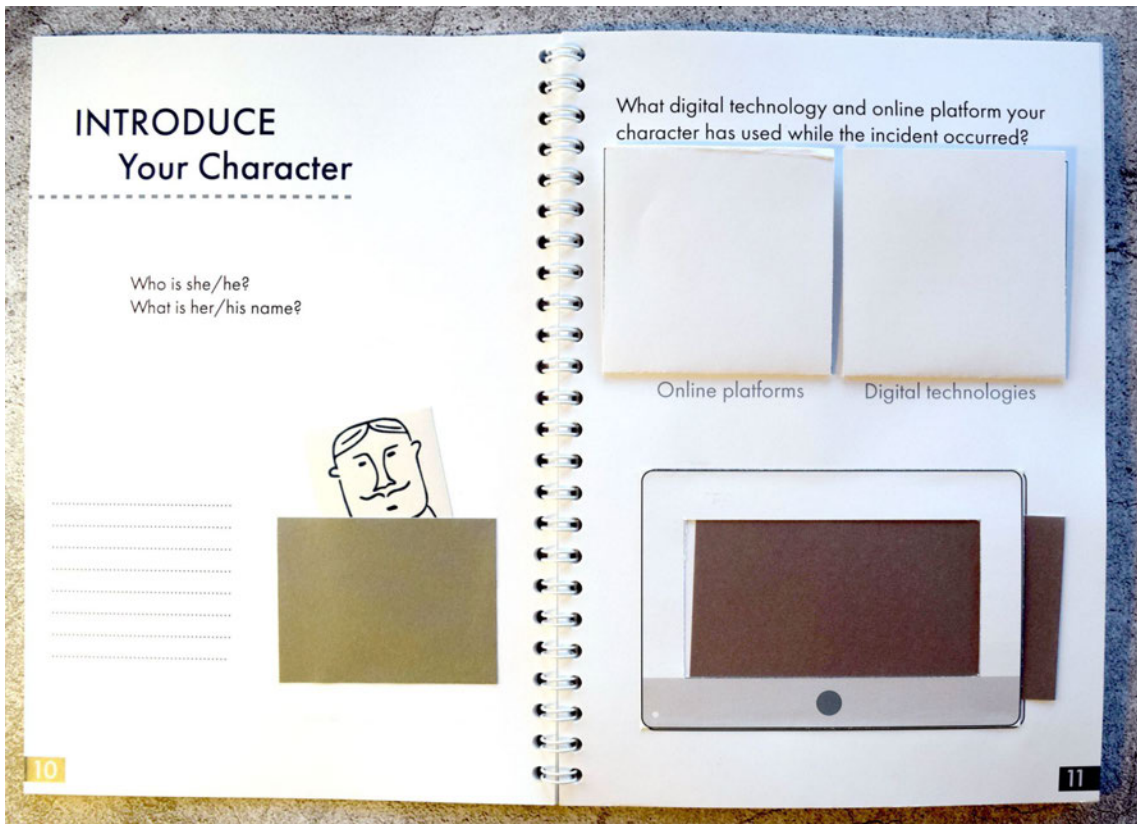 INTRODUCE
Your Character
Who is she/he?
What is her/his name?
10
What digital technology and online platform your
character has used while the incident occurred?
Online platforms
Digital technologies
11